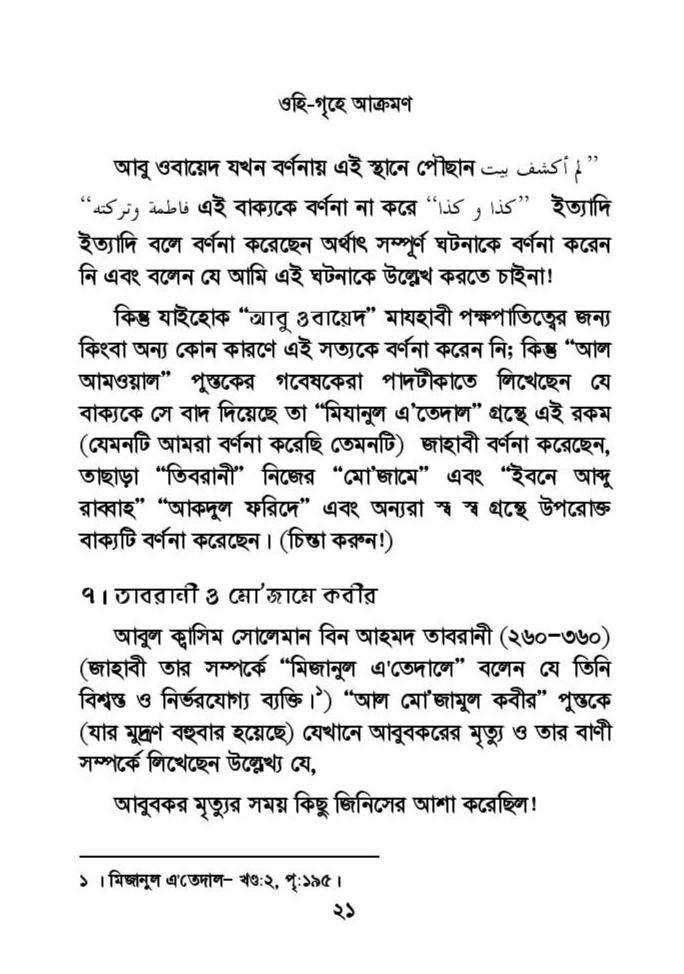 ওহি-গৃহে আক্রমণ
আবু ওবায়েদ যখন বর্ণনায় এই স্থানে পৌছান لم أكشف بيت ”
“فاطمة وتركته এই বাক্যকে বর্ণনা না করে “كذا و كذا” ইত্যাদি
ইত্যাদি বলে বর্ণনা করেছেন অর্থাৎ সম্পূর্ণ ঘটনাকে বর্ণনা করেন
নি এবং বলেন যে আমি এই ঘটনাকে উল্লেখ করতে চাইনা!
কিন্তু যাইহোক “আবু ওবায়েদ” মাযহাবী পক্ষপাতিত্বের জন্য
কিংবা অন্য কোন কারণে এই সত্যকে বর্ণনা করেন নি; কিন্তু “আল
আমওয়াল” পুস্তকের গবেষকেরা পাদটীকাতে লিখেছেন যে
বাক্যকে সে বাদ দিয়েছে তা “মিযানুল এ’তেদাল” গ্রন্থে এই রকম
(যেমনটি আমরা বর্ণনা করেছি তেমনটি) জাহাবী বর্ণনা করেছেন,
তাছাড়া “তিবরানী” নিজের “মো’জামে” এবং “ইবনে আব্দু
রাব্বাহ” “আকদুল ফরিদে” এবং অন্যরা স্ব স্ব গ্রন্থে উপরোক্ত
বাক্যটি বর্ণনা করেছেন। (চিন্তা করুন!)
৭। তাবরানী ও মো’জামে কবীর
আবুল ক্বাসিম সোলেমান বিন আহমদ তাবরানী (২৬০–৩৬০)
(জাহাবী তার সম্পর্কে “মিজানুল এ'তেদালে” বলেন যে তিনি
বিশ্বস্ত ও নির্ভরযোগ্য ব্যক্তি।১) “আল মো’জামুল কবীর” পুস্তকে
(যার মুদ্রণ বহুবার হয়েছে) যেখানে আবুবকরের মৃত্যু ও তার বাণী
সম্পর্কে লিখেছেন উল্লেখ্য যে,
আবুবকর মৃত্যুর সময় কিছু জিনিসের আশা করেছিল!
১ । মিজানুল এ'তেদাল– খণ্ড:২, পৃ:১৯৫।
২১